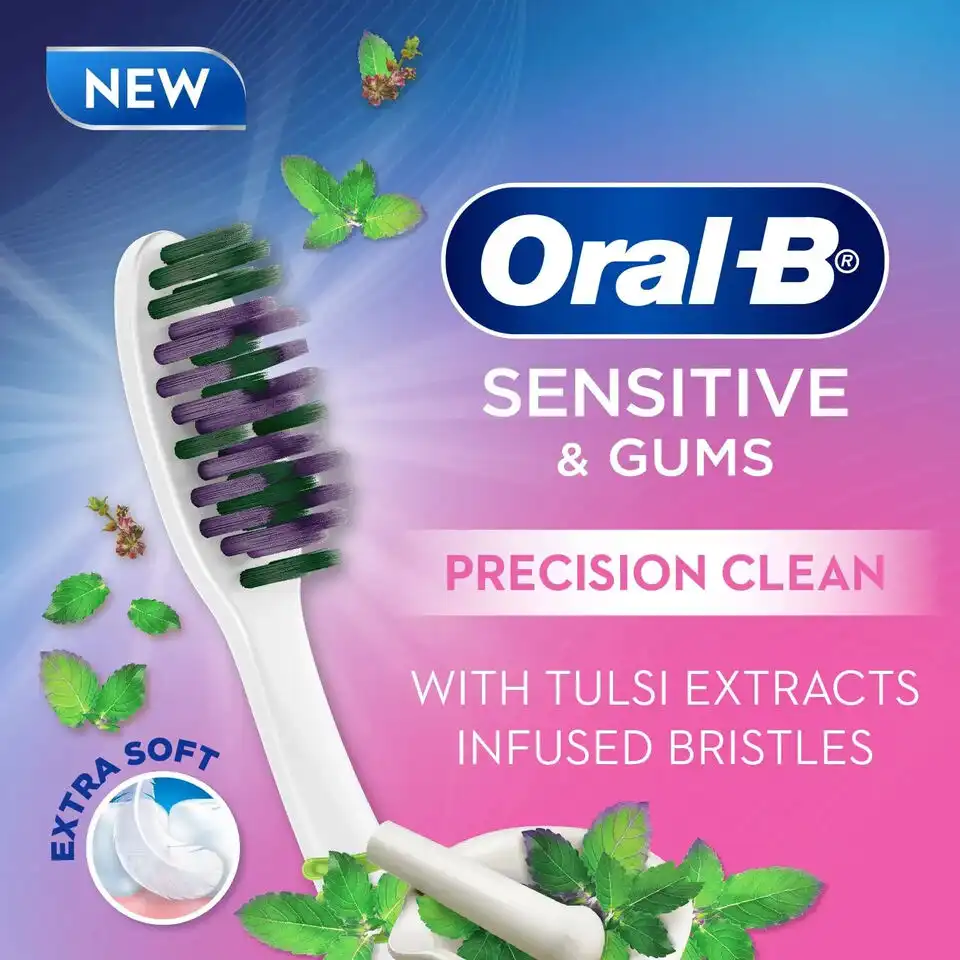 NEW
Oral-B®
SENSITIVE
& GUMS
PRECISION CLEAN
WITH TULSI EXTRACTS
INFUSED BRISTLES
EXTRA SOFT